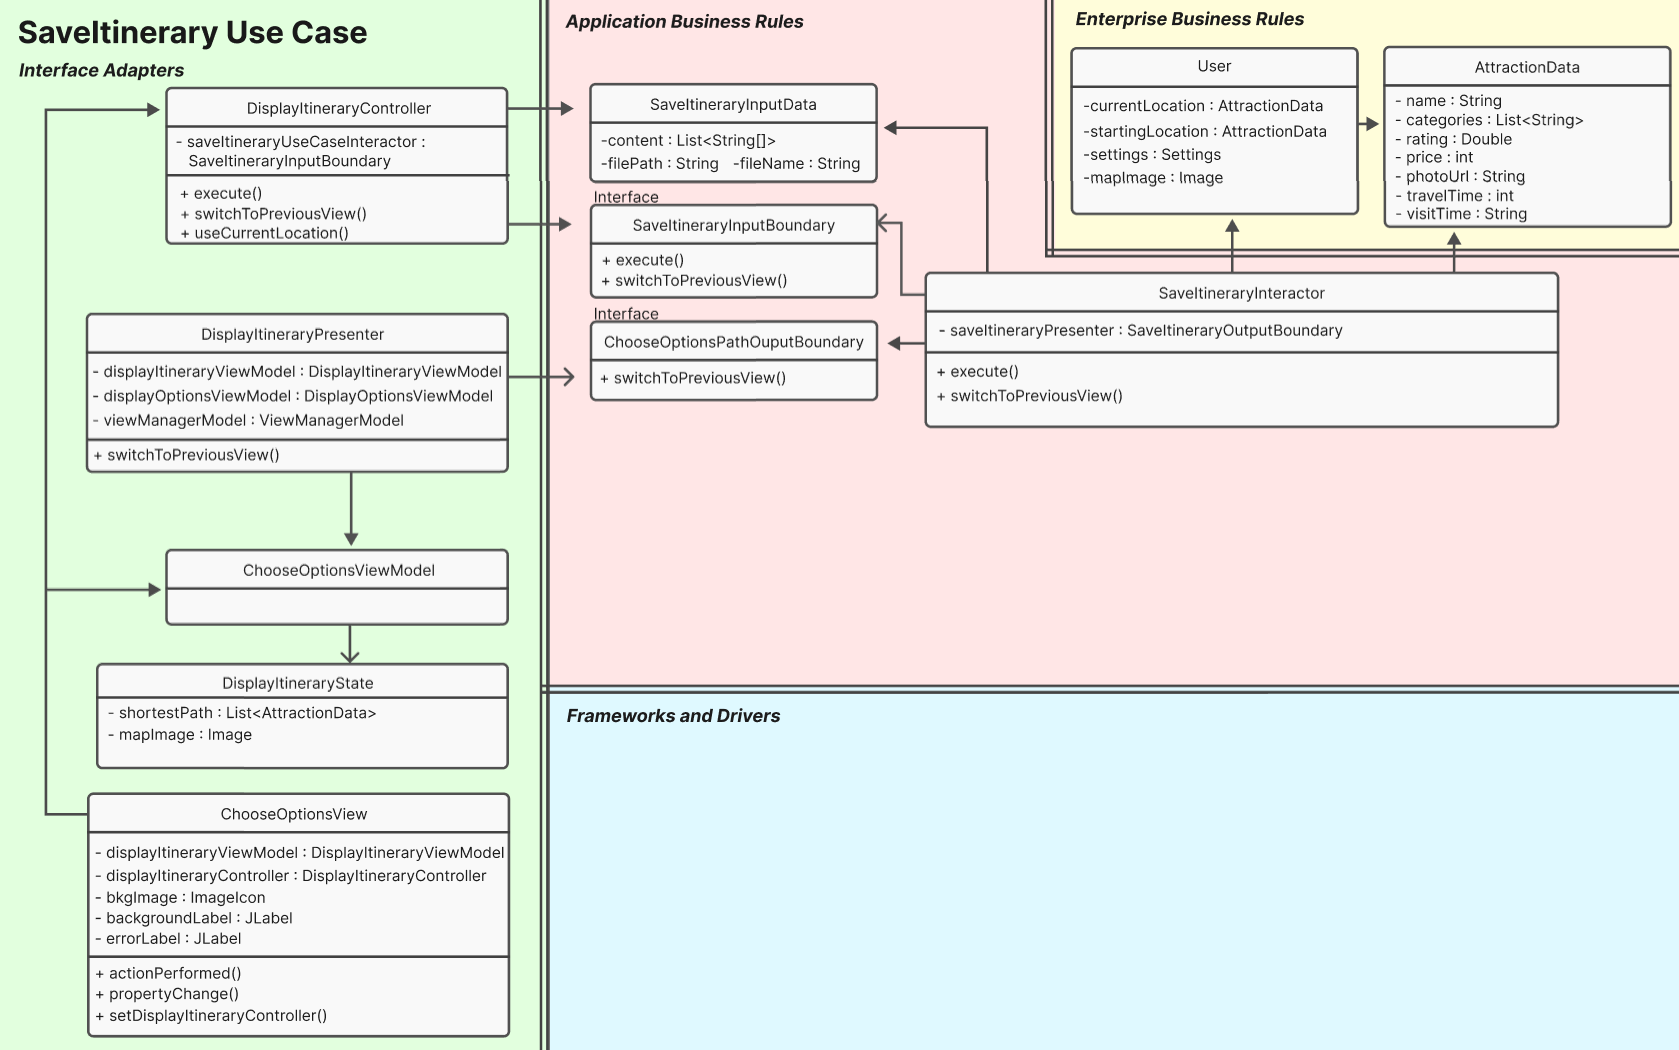 SaveItinerary Use Case
Interface Adapters
DisplayItineraryController
- saveItineraryUseCaseInteractor :
SaveItineraryInputBoundary
+ execute()
+ switchToPreviousView()
+ useCurrentLocation()
DisplayItineraryPresenter
- displayItineraryViewModel : DisplayItineraryViewModel
- displayOptionsViewModel : DisplayOptionsViewModel
- viewManagerModel : ViewManagerModel
+ switchToPreviousView()
ChooseOptionsViewModel
DisplayItineraryState
- shortestPath : List<AttractionData>
- mapImage : Image
ChooseOptionsView
- displayItineraryViewModel : DisplayItineraryViewModel
- displayItineraryController : DisplayItineraryController
- bkgImage : ImageIcon
- backgroundLabel : JLabel
- errorLabel : JLabel
+ actionPerformed()
+ propertyChange()
+ setDisplayItineraryController()
Application Business Rules
SaveItineraryInputData
-content : List<String[]>
-filePath : String -fileName : String
Interface
SaveItineraryInputBoundary
+ execute()
+ switchToPreviousView()
Interface
ChooseOptionsPathOuputBoundary
+ switchToPreviousView()
SaveItineraryInteractor
- saveItineraryPresenter : SaveItineraryOutputBoundary
+ execute()
+ switchToPreviousView()
Enterprise Business Rules
User
-currentLocation : AttractionData
-startingLocation : AttractionData
-settings : Settings
-mapImage : Image
AttractionData
- name : String
- categories : List<String>
- rating : Double
- price : int
- photoUrl : String
- travelTime : int
- visitTime : String
Frameworks and Drivers